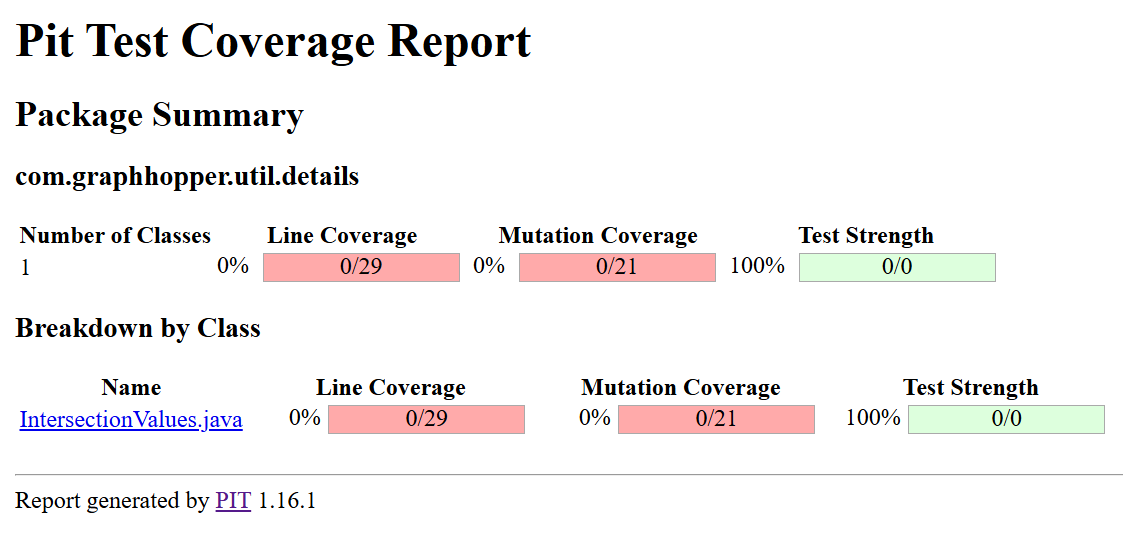 Pit Test Coverage Report
Package Summary
com.graphhopper.util.details
Number of Classes Line Coverage Mutation Coverage Test Strength
1 0% 0/29 0% 0/21 100% 0/0
Breakdown by Class
Name Line Coverage Mutation Coverage Test Strength
IntersectionValues.java 0% 0/29 0% 0/21 100% 0/0
Report generated by PIT 1.16.1